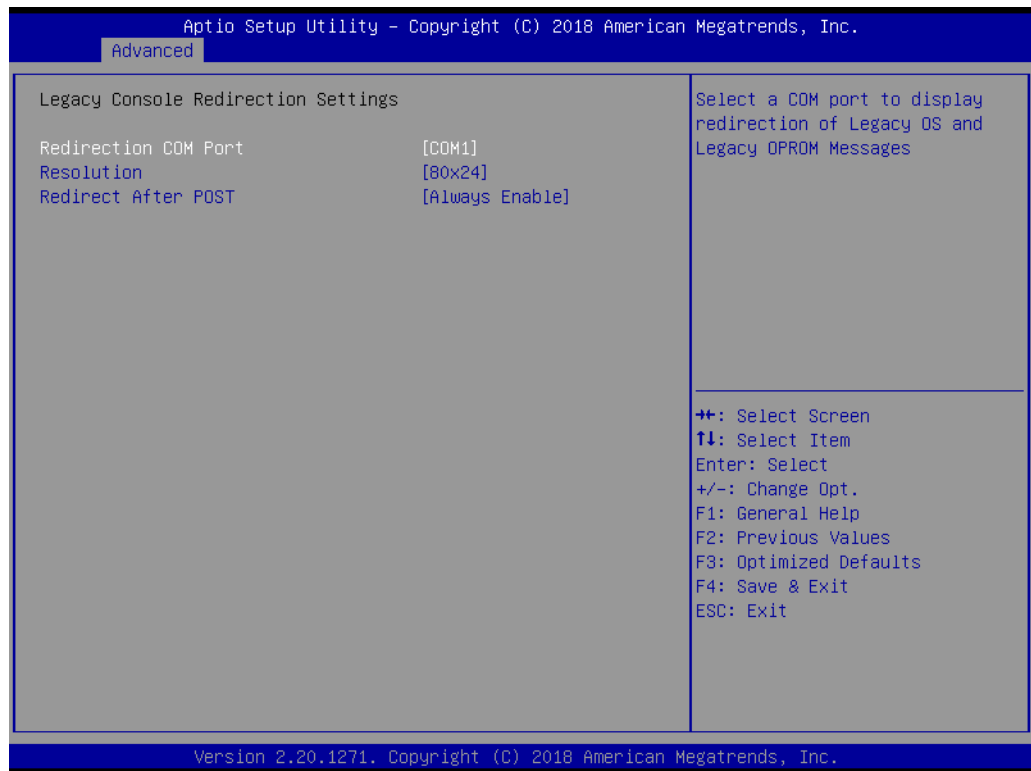 Aptio Setup Utility – Copyright (C) 2018 American Megatrends, Inc.
Advanced
Legacy Console Redirection Settings
Redirection COM Port [COM1]
Resolution [80x24]
Redirect After POST [Always Enable]
Select a COM port to display
redirection of Legacy OS and
Legacy OPROM Messages
→←: Select Screen
↑↓: Select Item
Enter: Select
+/-: Change Opt.
F1: General Help
F2: Previous Values
F3: Optimized Defaults
F4: Save & Exit
ESC: Exit
Version 2.20.1271. Copyright (C) 2018 American Megatrends, Inc.